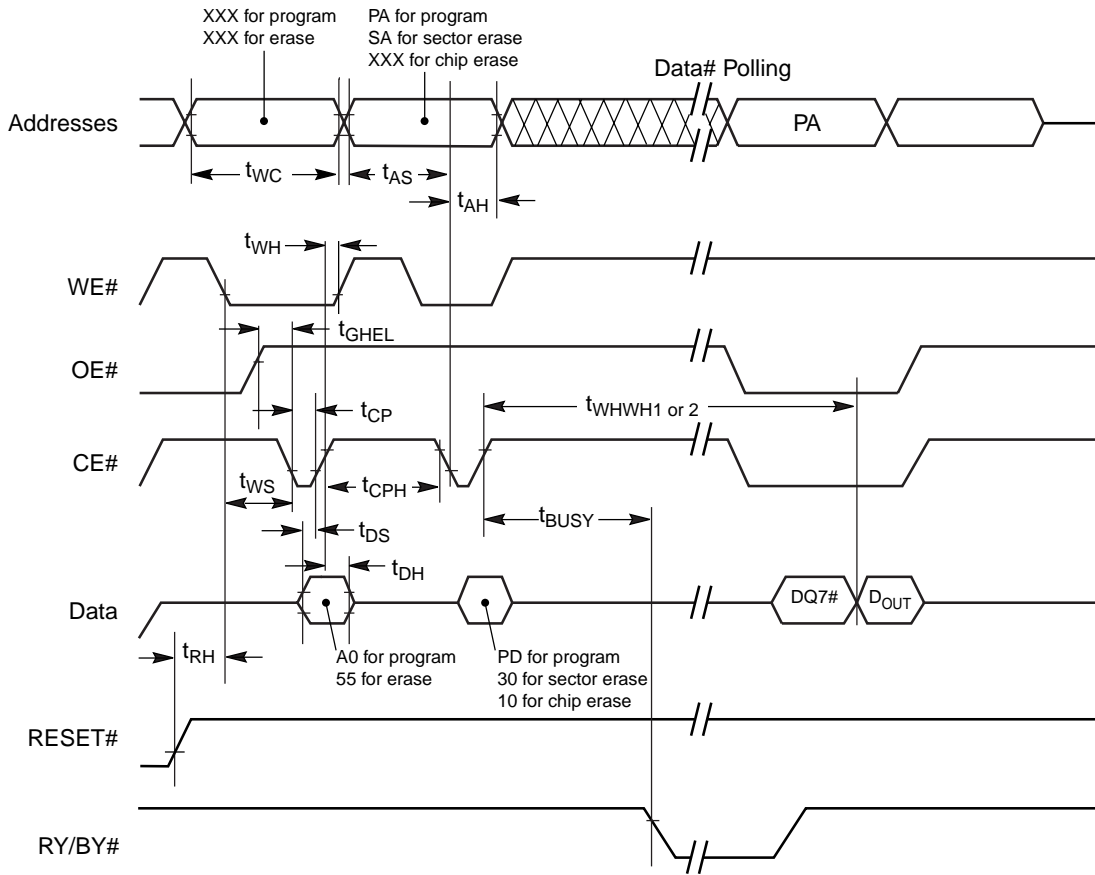 XXX for program
XXX for erase
PA for program
SA for sector erase
XXX for chip erase
Data# Polling
Addresses
PA
tWC
tAS
tAH
tWH
WE#
tGHEL
OE#
tCP
tWHWH1 or 2
CE#
tWS
tCPH
tBUSY
tDS
tDH
Data
DQ7#
DOUT
tRH
A0 for program
55 for erase
PD for program
30 for sector erase
10 for chip erase
RESET#
RY/BY#